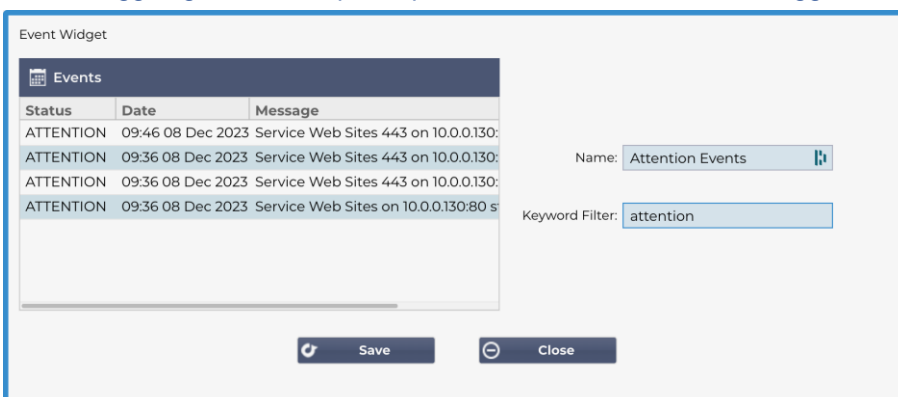 Event Widget
Events
Status Date Message
ATTENTION 09:46 08 Dec 2023 Service Web Sites 443 on 10.0.0.130:
ATTENTION 09:36 08 Dec 2023 Service Web Sites 443 on 10.0.0.130:
ATTENTION 09:36 08 Dec 2023 Service Web Sites 443 on 10.0.0.130:
ATTENTION 09:36 08 Dec 2023 Service Web Sites on 10.0.0.130:80 s
Name: Attention Events
Keyword Filter: attention
Save Close